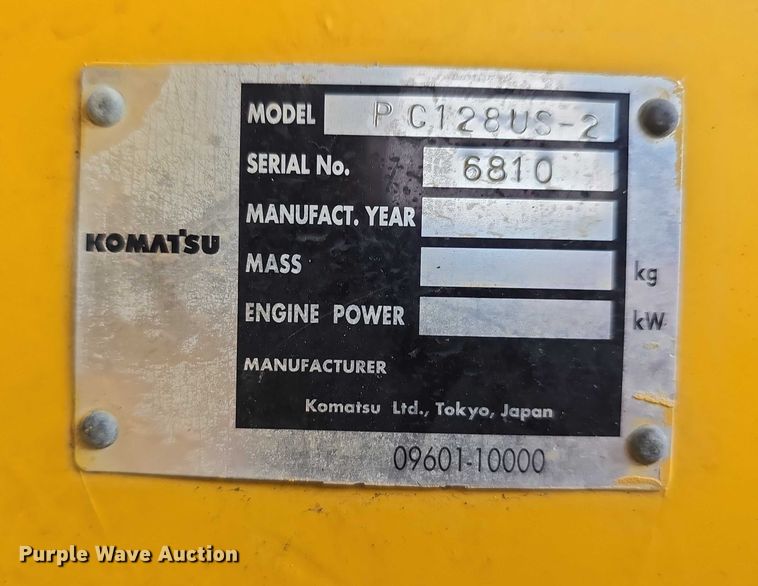 MODEL PC128US-2
SERIAL No. 6810
MANUFACT. YEAR
KOMATSU
MASS kg
ENGINE POWER kW
MANUFACTURER
Komatsu Ltd., Tokyo, Japan
09601-10000
Purple Wave Auction